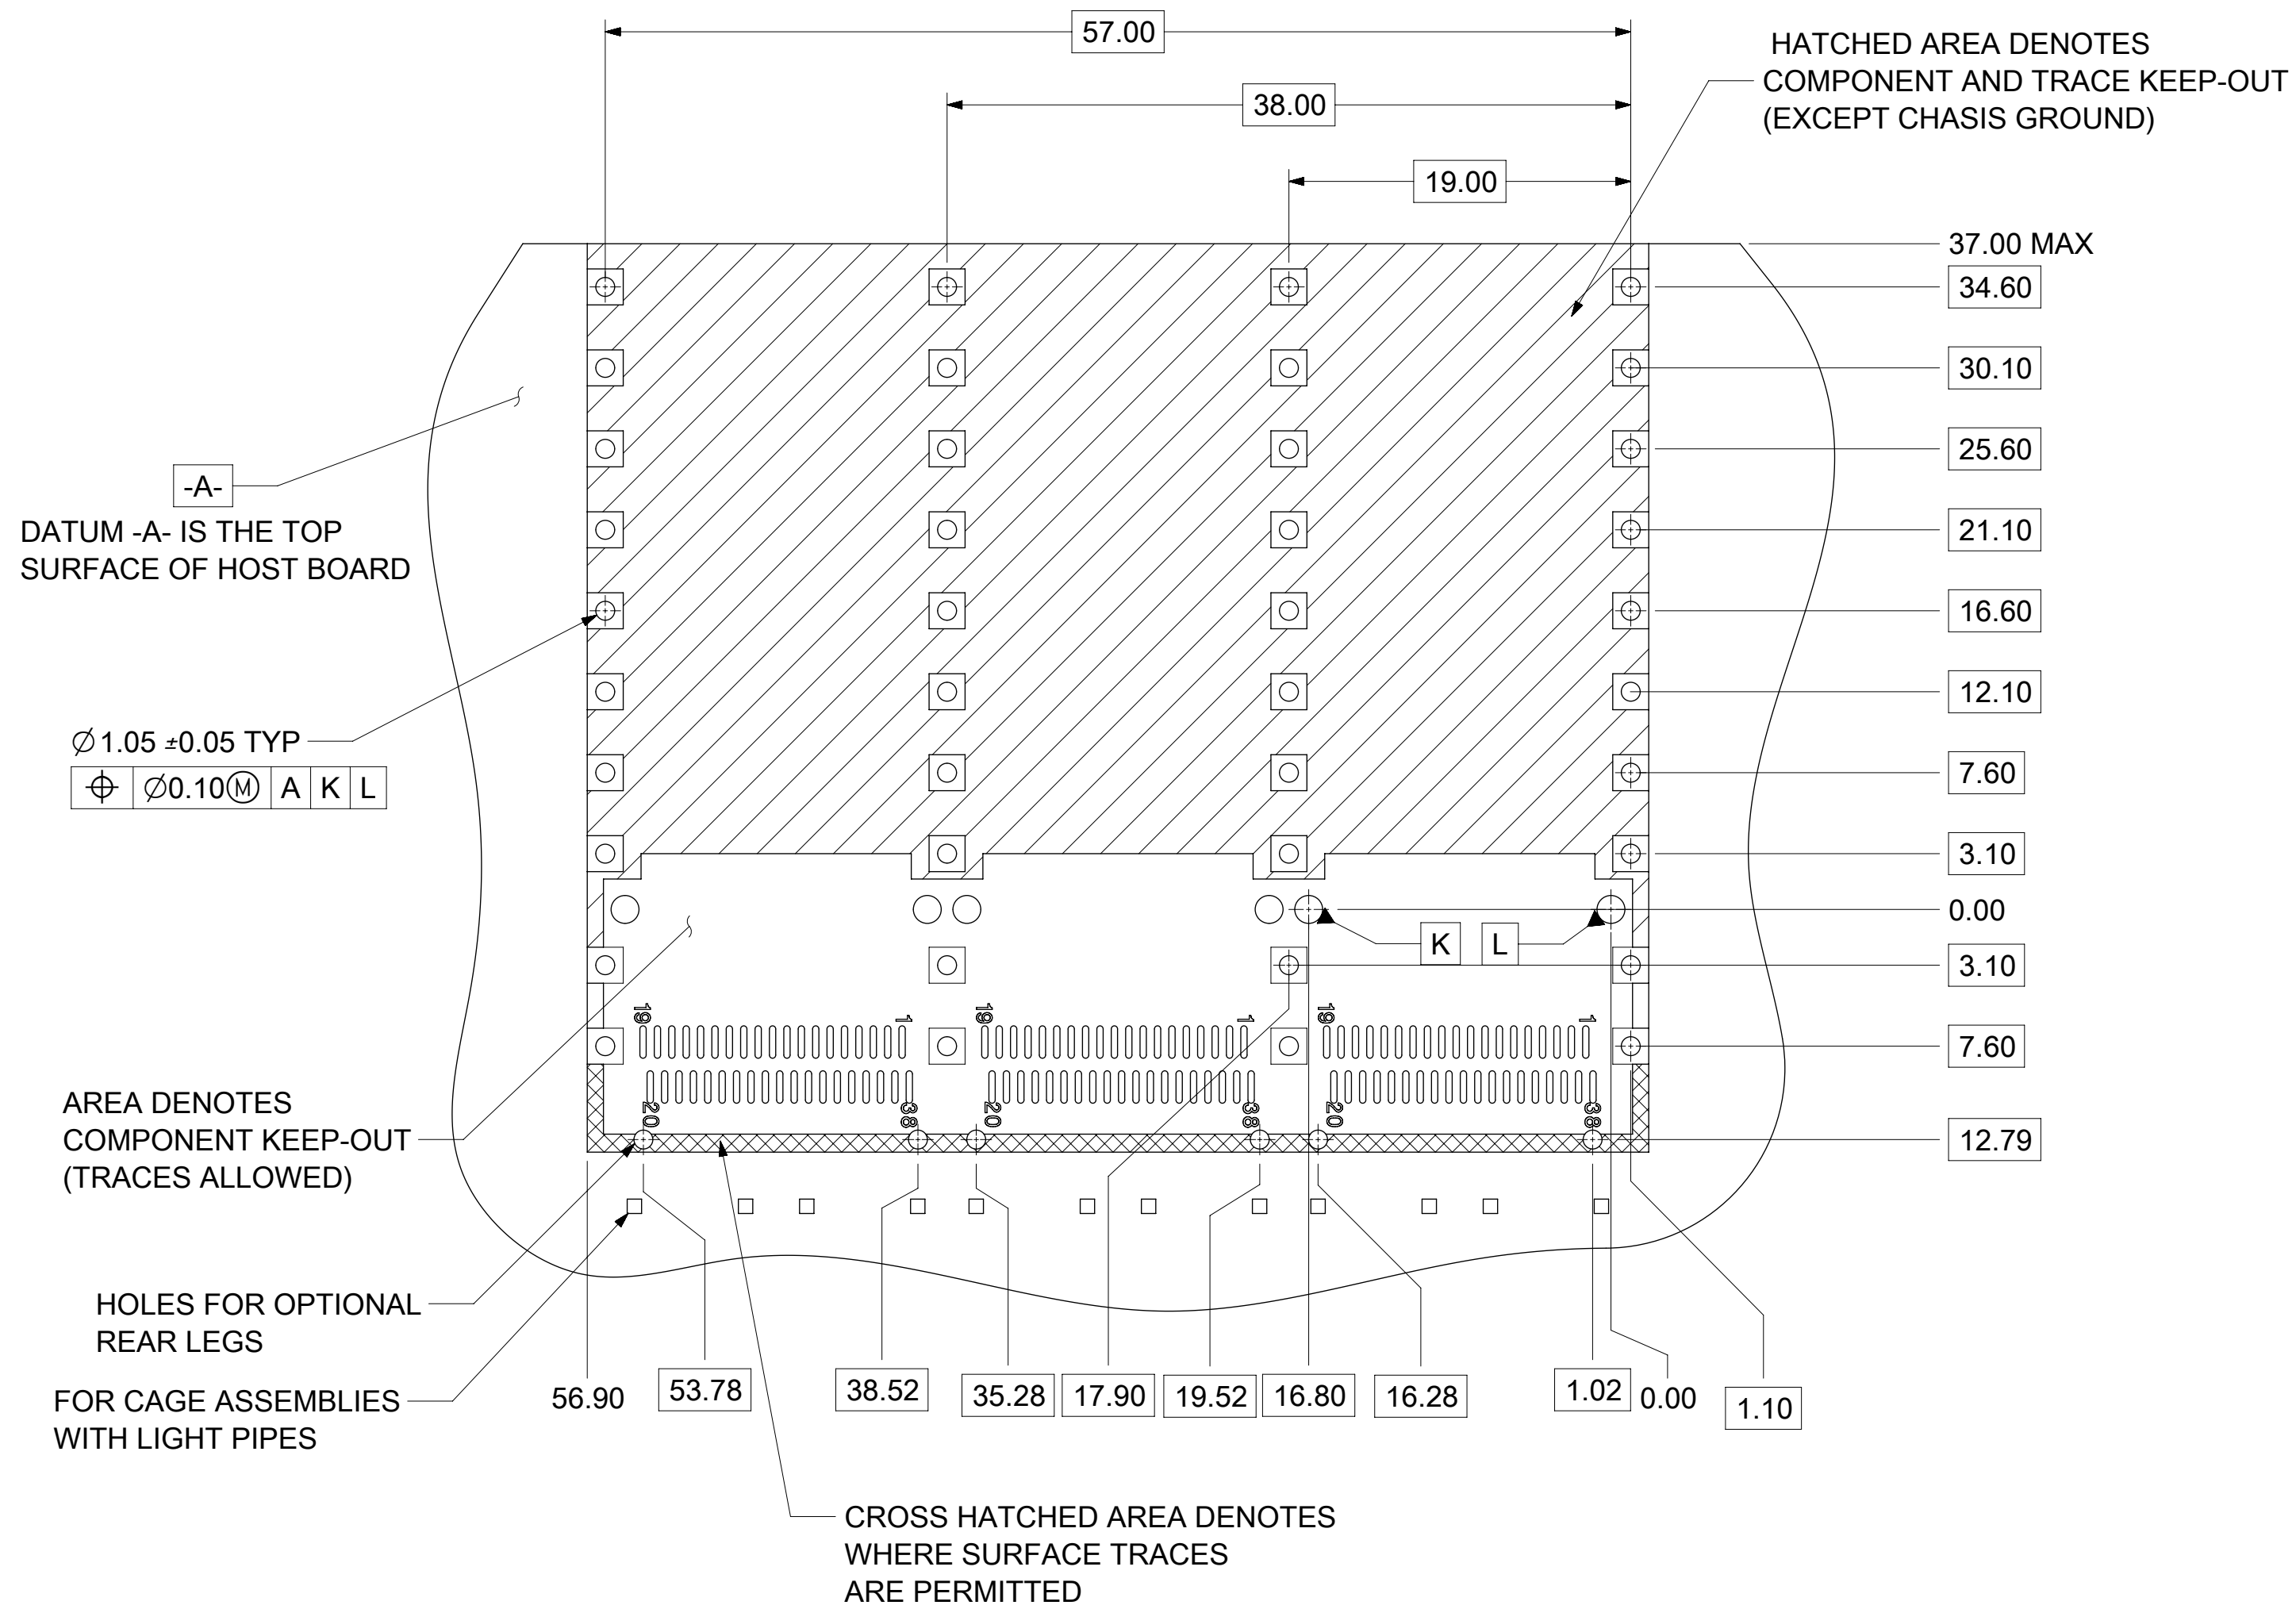 57.00
38.00
19.00
HATCHED AREA DENOTES
COMPONENT AND TRACE KEEP-OUT
(EXCEPT CHASIS GROUND)
37.00 MAX
34.60
30.10
25.60
21.10
16.60
12.10
7.60
3.10
0.00
3.10
7.60
12.79
-A-
DATUM -A- IS THE TOP
SURFACE OF HOST BOARD
∅1.05 ±0.05 TYP
⌖ ∅0.10Ⓜ A K L
K L
19 1 19 1 19 1
20 38 20 38 20 38
AREA DENOTES
COMPONENT KEEP-OUT
(TRACES ALLOWED)
HOLES FOR OPTIONAL
REAR LEGS
FOR CAGE ASSEMBLIES
WITH LIGHT PIPES
56.90 53.78 38.52 35.28 17.90 19.52 16.80 16.28 1.02 0.00 1.10
CROSS HATCHED AREA DENOTES
WHERE SURFACE TRACES
ARE PERMITTED